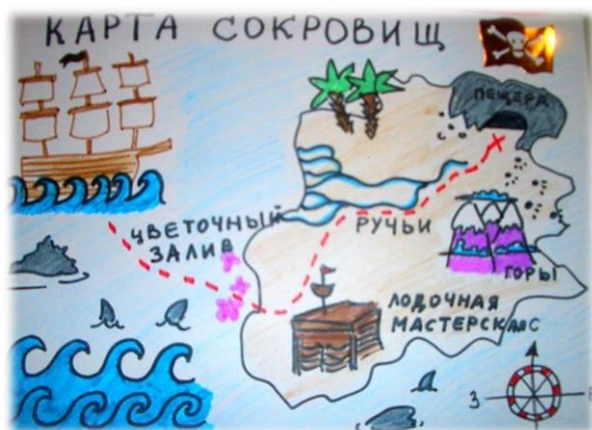 КАРТА СОКРОВИЩ
ПЕЩЕРА
ЦВЕТОЧНЫЙ
ЗАЛИВ
РУЧЬИ
ГОРЫ
ЛОДОЧНАЯ
МАСТЕРСКАЯ
С
З
В